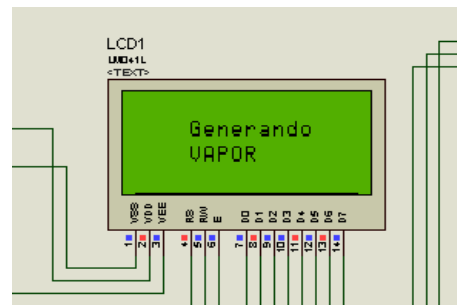 LCD1
LM041L
<TEXT>
Generando
VAPOR
VSS VDD VEE RS RW E D0 D1 D2 D3 D4 D5 D6 D7
1 2 3 4 5 6 7 8 9 10 11 12 13 14